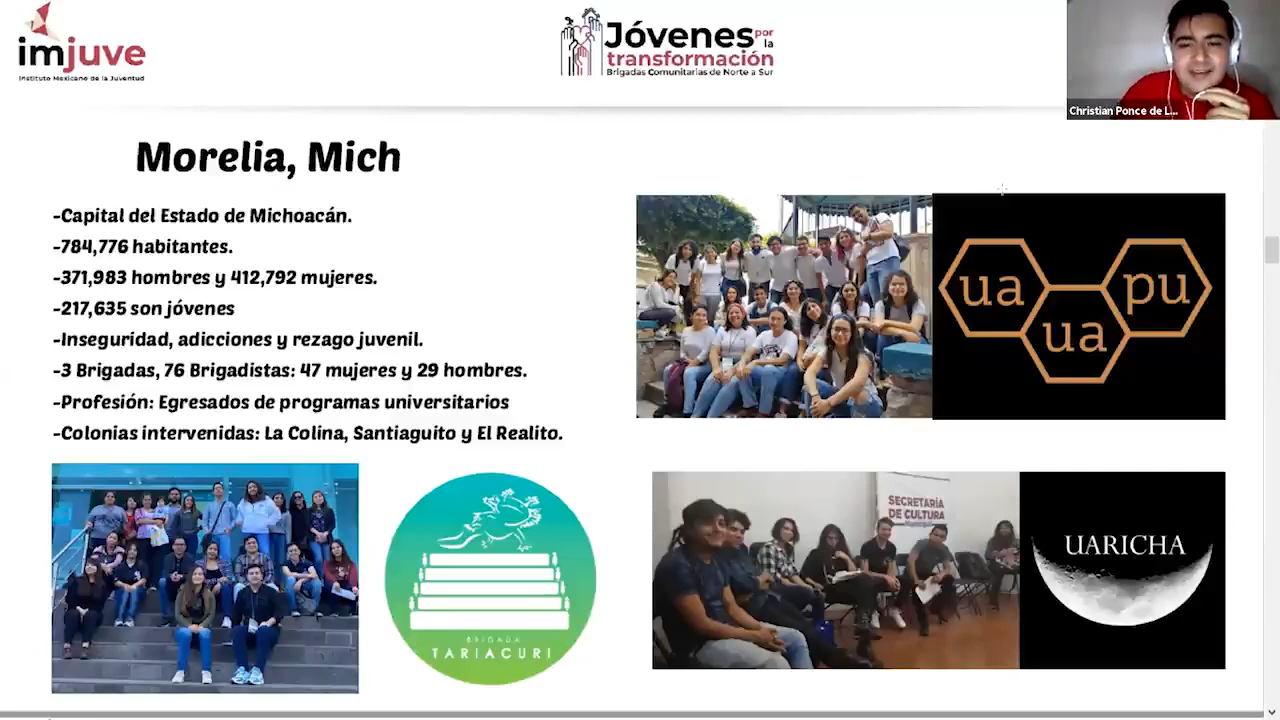 imjuve
Instituto Mexicano de la Juventud
Jóvenes por la
transformación
Brigadas Comunitarias de Norte a Sur
Christian Ponce de L...
Morelia, Mich
-Capital del Estado de Michoacán.
-784,776 habitantes.
-371,983 hombres y 412,792 mujeres.
-217,635 son jóvenes
-Inseguridad, adicciones y rezago juvenil.
-3 Brigadas, 76 Brigadistas: 47 mujeres y 29 hombres.
-Profesión: Egresados de programas universitarios
-Colonias intervenidas: La Colina, Santiaguito y El Realito.
ua
pu
ua
BRIGADA
TARIACURI
SECRETARÍA
DE CULTURA
UARICHA